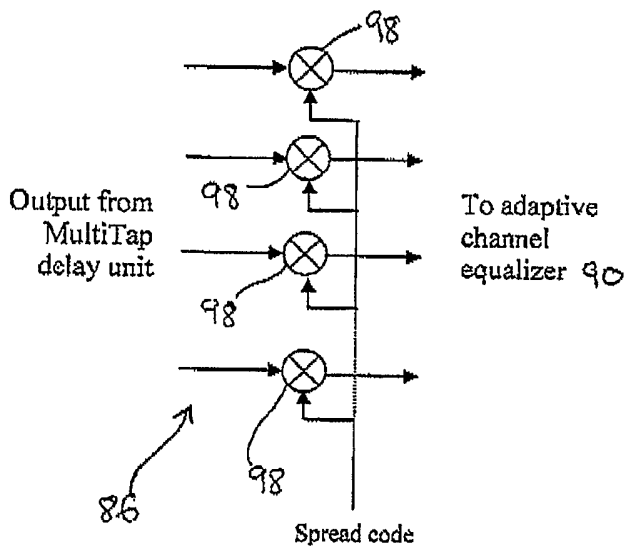 98
98
Output from
MultiTap
delay unit
To adaptive
channel
equalizer 90
98
98
86
Spread code